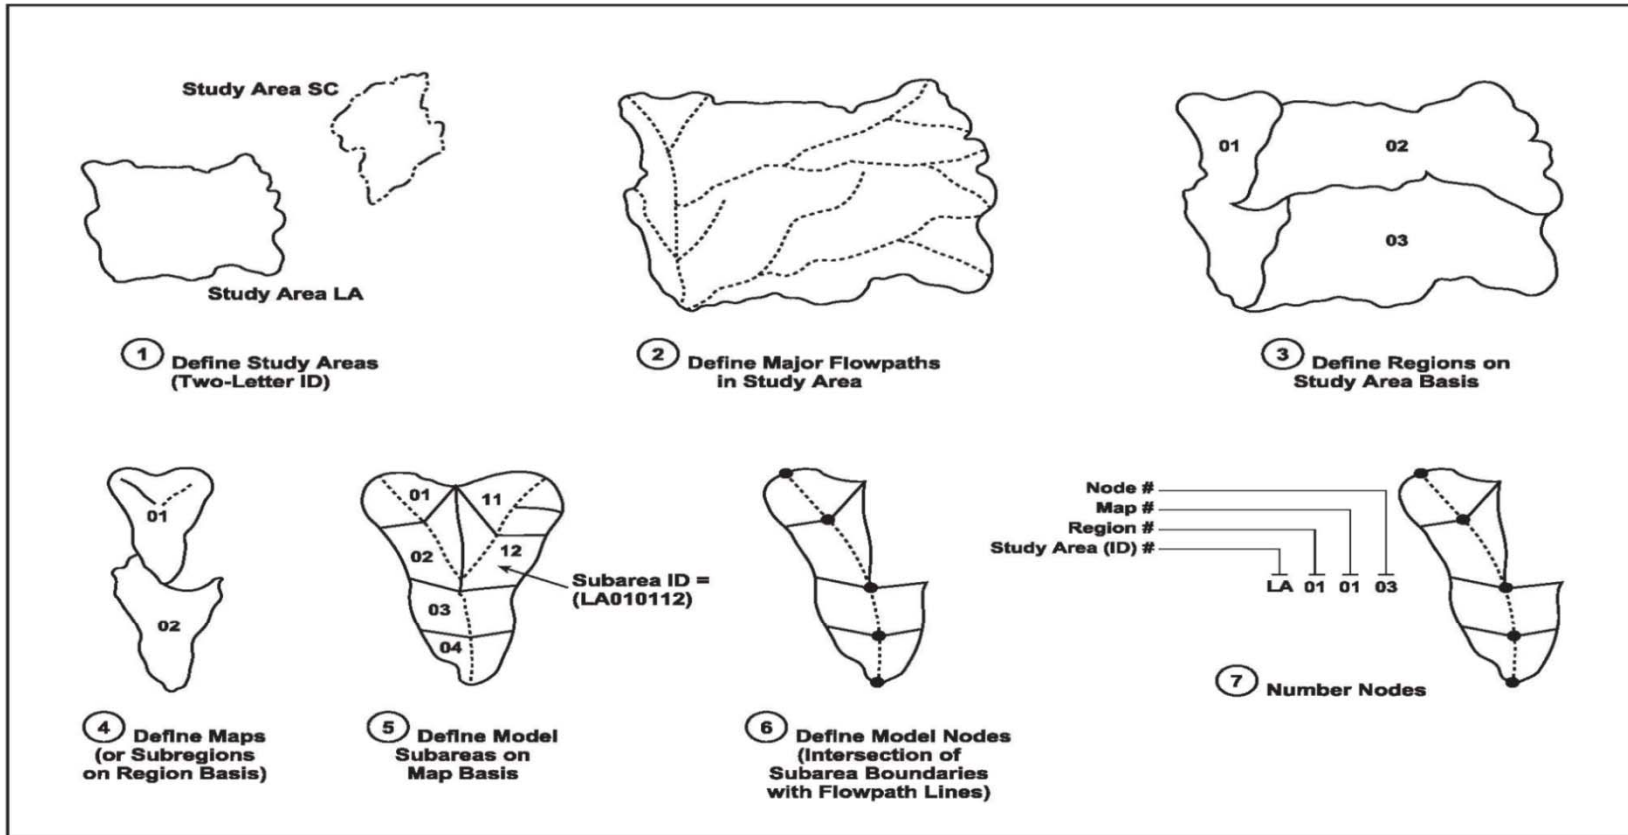 Study Area SC
Study Area LA
1 Define Study Areas
(Two-Letter ID)
2 Define Major Flowpaths
in Study Area
01
02
03
3 Define Regions on
Study Area Basis
01
02
4 Define Maps
(or Subregions
on Region Basis)
01
11
02
12
03
04
Subarea ID =
(LA010112)
5 Define Model
Subareas on
Map Basis
6 Define Model Nodes
(Intersection of
Subarea Boundaries
with Flowpath Lines)
Node #
Map #
Region #
Study Area (ID) #
LA 01 01 03
7 Number Nodes